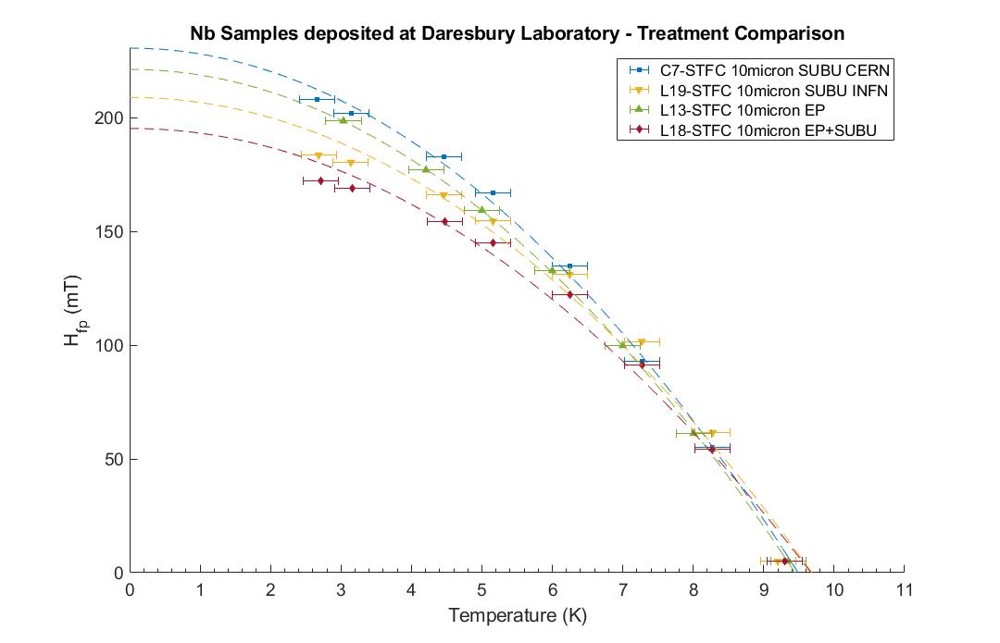 Nb Samples deposited at Daresbury Laboratory - Treatment Comparison
C7-STFC 10micron SUBU CERN
L19-STFC 10micron SUBU INFN
L13-STFC 10micron EP
L18-STFC 10micron EP+SUBU
200
150
100
50
0
H_fp (mT)
0 1 2 3 4 5 6 7 8 9 10 11
Temperature (K)